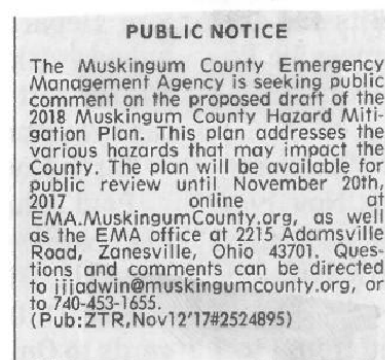 PUBLIC NOTICE
The Muskingum County Emergency
Management Agency is seeking public
comment on the proposed draft of the
2018 Muskingum County Hazard Miti-
gation Plan. This plan addresses the
various hazards that may impact the
County. The plan will be available for
public review until November 20th,
2017 online at
EMA.MuskingumCounty.org, as well
as the EMA office at 2215 Adamsville
Road, Zanesville, Ohio 43701. Ques-
tions and comments can be directed
to jjjadwin@muskingumcounty.org, or
to 740-453-1655.
(Pub:ZTR,Nov12'17#2524895)